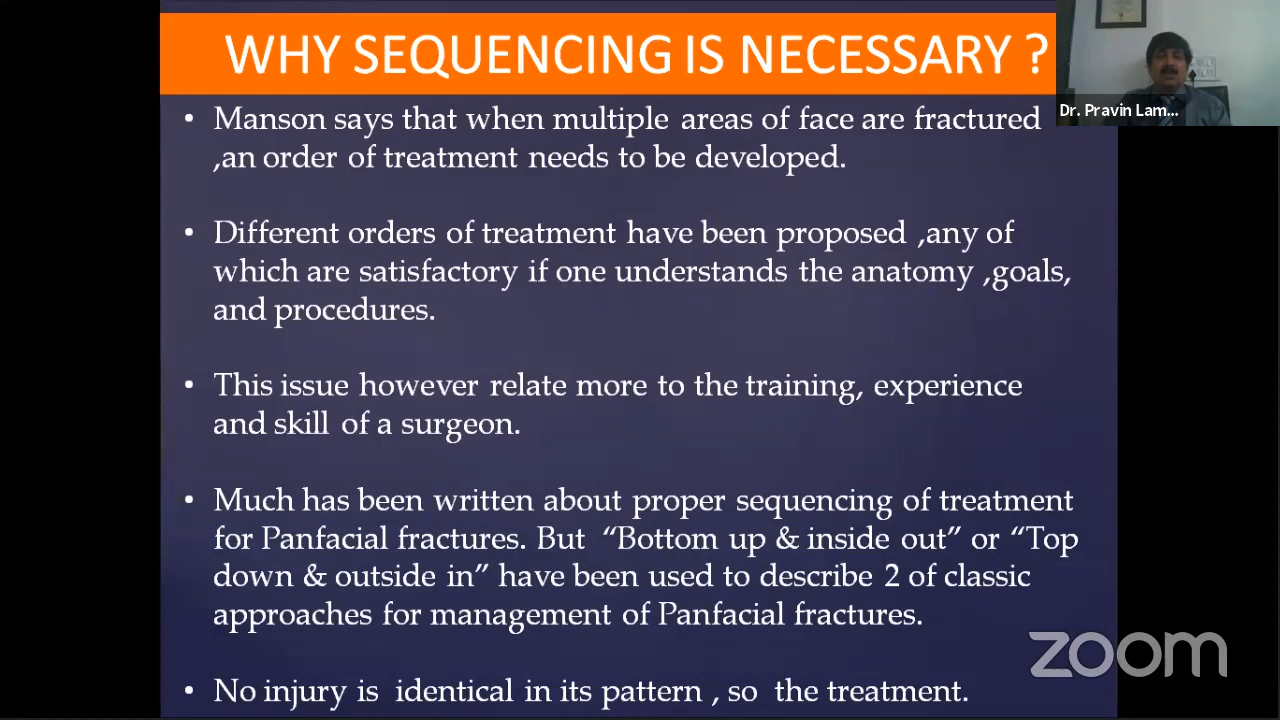 WHY SEQUENCING IS NECESSARY ?
Dr. Pravin Lam...
• Manson says that when multiple areas of face are fractured
,an order of treatment needs to be developed.
• Different orders of treatment have been proposed ,any of
which are satisfactory if one understands the anatomy ,goals,
and procedures.
• This issue however relate more to the training, experience
and skill of a surgeon.
• Much has been written about proper sequencing of treatment
for Panfacial fractures. But “Bottom up & inside out” or “Top
down & outside in” have been used to describe 2 of classic
approaches for management of Panfacial fractures.
• No injury is identical in its pattern , so the treatment.
zoom